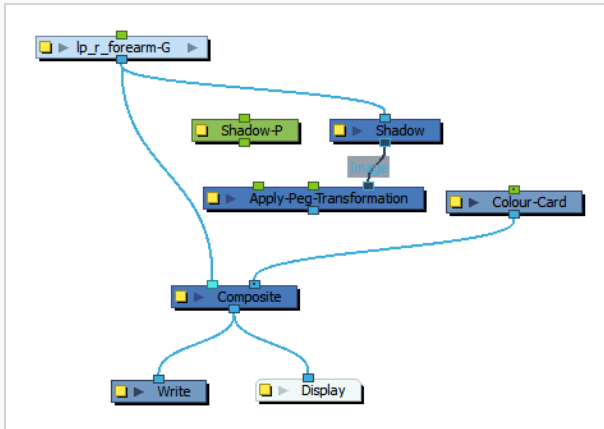 lp_r_forearm-G
Shadow-P
Shadow
Image
Apply-Peg-Transformation
Colour-Card
Composite
Write
Display